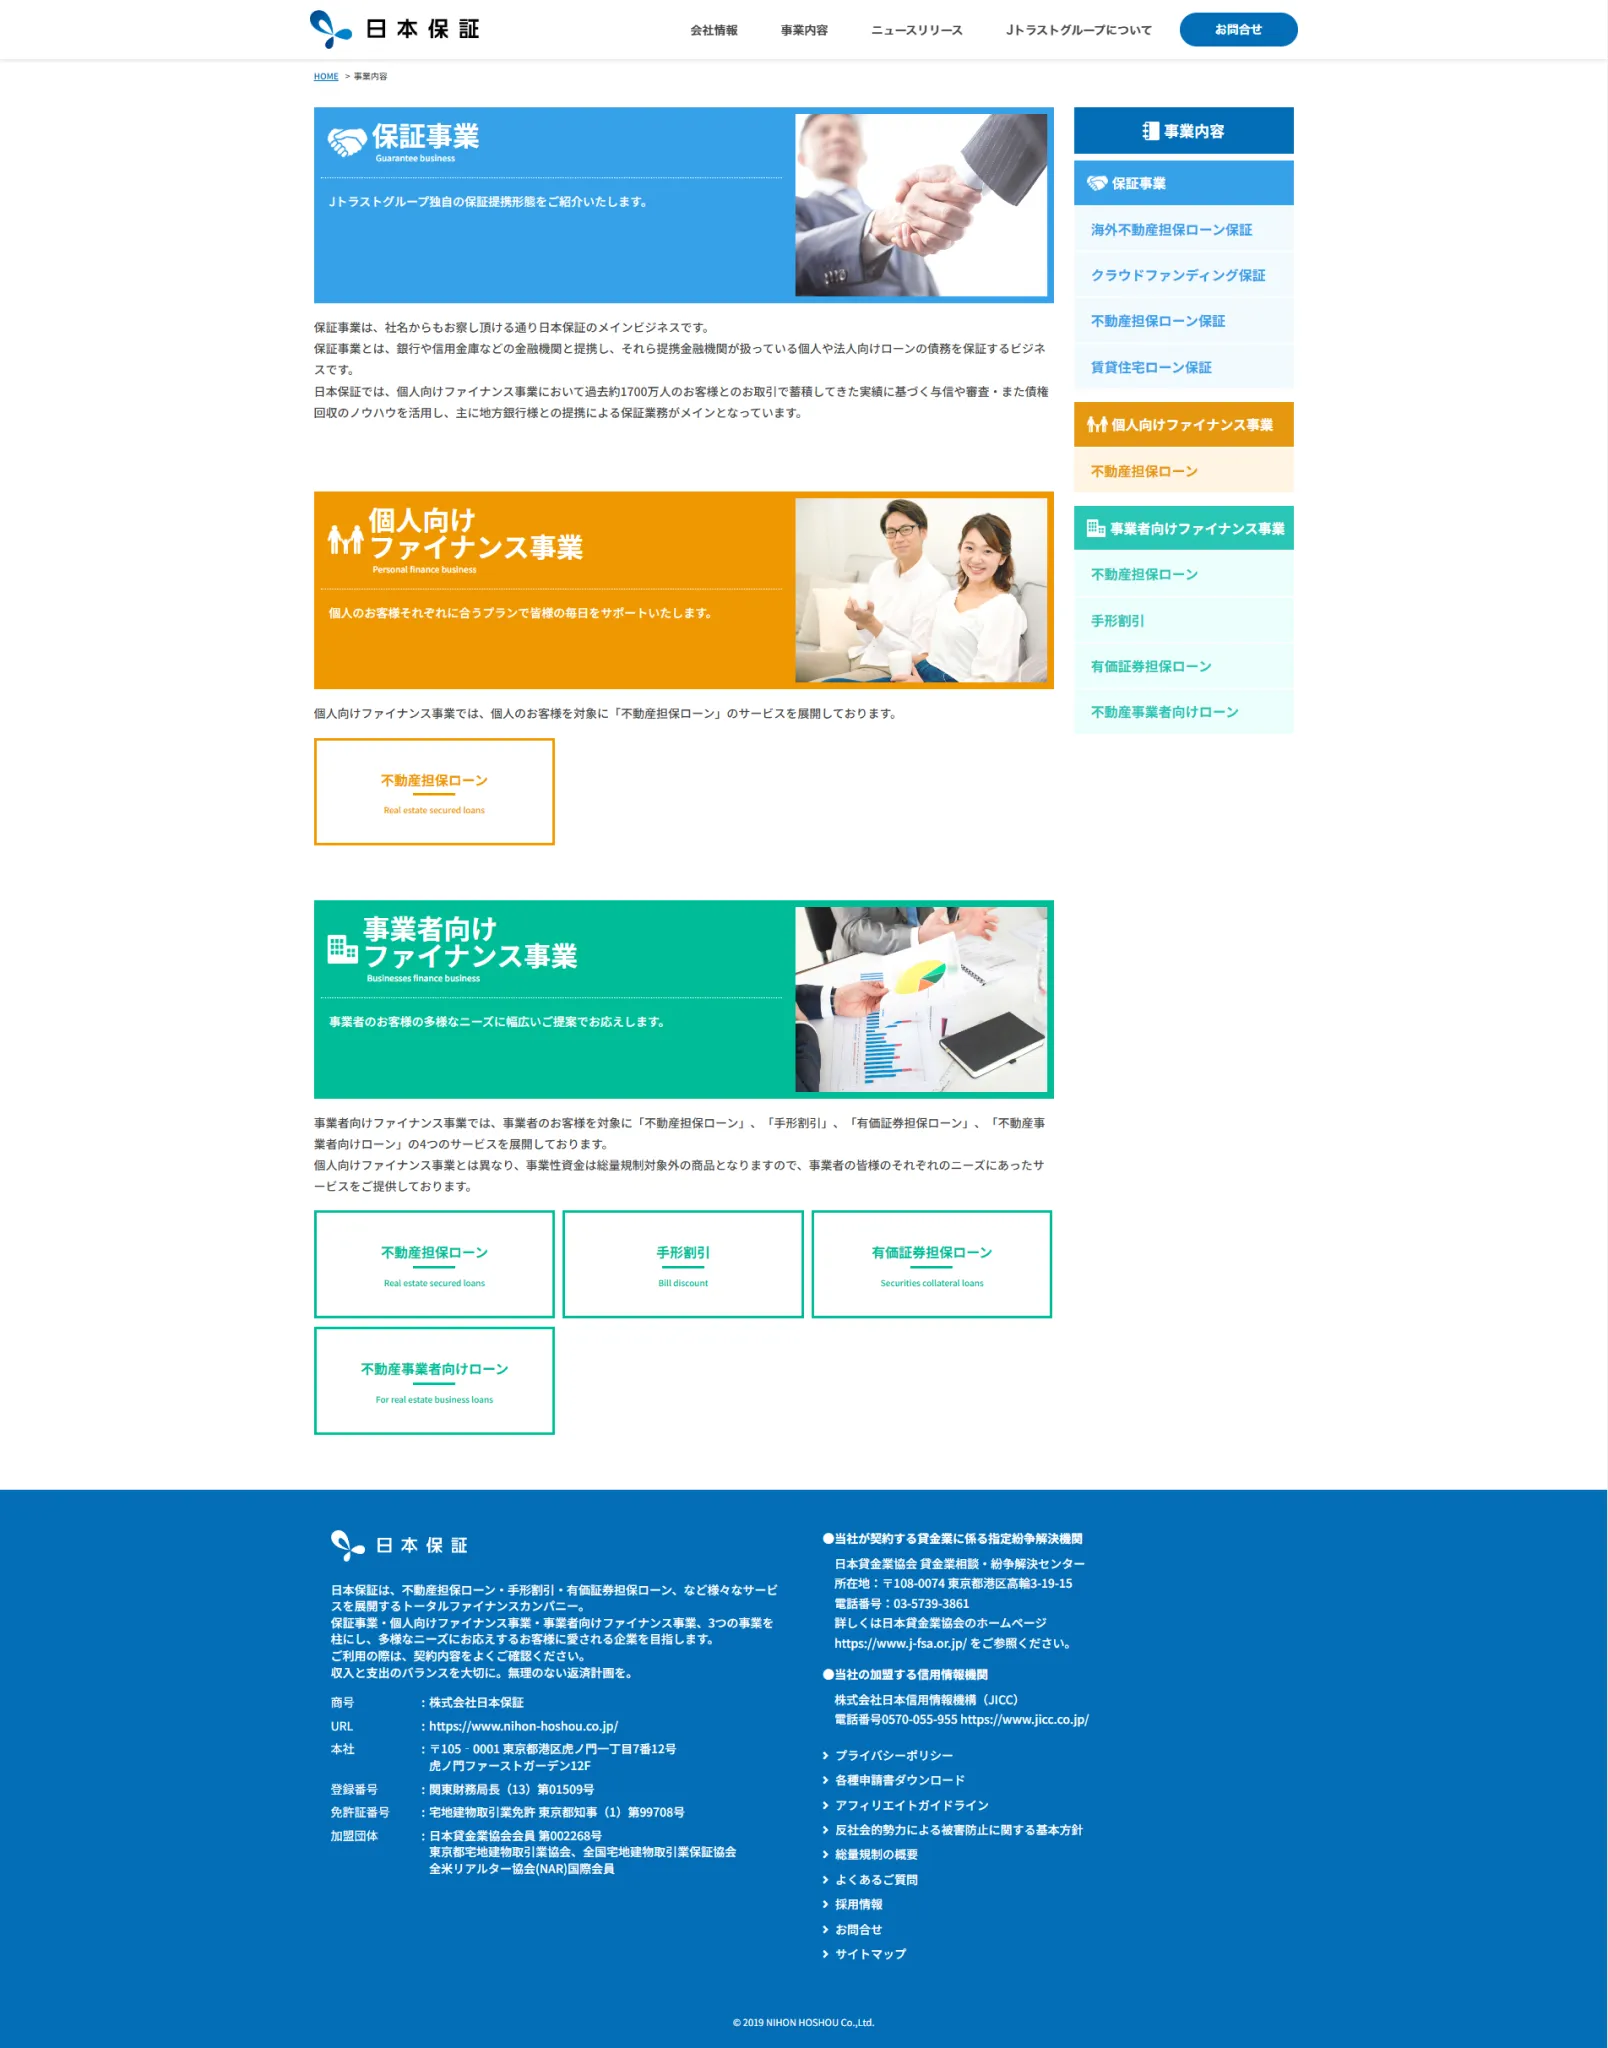 日本保証
会社情報
事業内容
ニュースリリース
Jトラストグループについて
お問合せ
HOME > 事業内容
保証事業
Guarantee business
Jトラストグループ独自の保証提携形態をご紹介いたします。
保証事業は、社名からもお察し頂ける通り日本保証のメインビジネスです。
保証事業とは、銀行や信用金庫などの金融機関と提携し、それら提携金融機関が扱っている個人や法人向けローンの債務を保証するビジネ
スです。
日本保証では、個人向けファイナンス事業において過去約1700万人のお客様とのお取引で蓄積してきた実績に基づく与信や審査・また債権
回収のノウハウを活用し、主に地方銀行様との提携による保証業務がメインとなっています。
個人向け
ファイナンス事業
Personal finance business
個人のお客様それぞれに合うプランで皆様の毎日をサポートいたします。
個人向けファイナンス事業では、個人のお客様を対象に「不動産担保ローン」のサービスを展開しております。
不動産担保ローン
Real estate secured loans
事業者向け
ファイナンス事業
Businesses finance business
事業者のお客様の多様なニーズに幅広いご提案でお応えします。
事業者向けファイナンス事業では、事業者のお客様を対象に「不動産担保ローン」、「手形割引」、「有価証券担保ローン」、「不動産事
業者向けローン」の4つのサービスを展開しております。
個人向けファイナンス事業とは異なり、事業性資金は総量規制対象外の商品となりますので、事業者の皆様のそれぞれのニーズにあったサ
ービスをご提供しております。
不動産担保ローン
Real estate secured loans
手形割引
Bill discount
有価証券担保ローン
Securities collateral loans
不動産事業者向けローン
For real estate business loans
事業内容
保証事業
海外不動産担保ローン保証
クラウドファンディング保証
不動産担保ローン保証
賃貸住宅ローン保証
個人向けファイナンス事業
不動産担保ローン
事業者向けファイナンス事業
不動産担保ローン
手形割引
有価証券担保ローン
不動産事業者向けローン
日本保証
日本保証は、不動産担保ローン・手形割引・有価証券担保ローン、など様々なサービ
スを展開するトータルファイナンスカンパニー。
保証事業・個人向けファイナンス事業・事業者向けファイナンス事業、3つの事業を
柱にし、多様なニーズにお応えするお客様に愛される企業を目指します。
ご利用の際は、契約内容をよくご確認ください。
収入と支出のバランスを大切に。無理のない返済計画を。
商号 : 株式会社日本保証
URL : https://www.nihon-hoshou.co.jp/
本社 : 〒105‐0001 東京都港区虎ノ門一丁目7番12号
虎ノ門ファーストガーデン12F
登録番号 : 関東財務局長（13）第01509号
免許証番号 : 宅地建物取引業免許 東京都知事（1）第99708号
加盟団体 : 日本貸金業協会会員 第002268号
東京都宅地建物取引業協会、全国宅地建物取引業保証協会
全米リアルター協会(NAR)国際会員
●当社が契約する貸金業に係る指定紛争解決機関
日本貸金業協会 貸金業相談・紛争解決センター
所在地：〒108-0074 東京都港区高輪3-19-15
電話番号：03-5739-3861
詳しくは日本貸金業協会のホームページ
https://www.j-fsa.or.jp/ をご参照ください。
●当社の加盟する信用情報機関
株式会社日本信用情報機構（JICC）
電話番号0570-055-955 https://www.jicc.co.jp/
プライバシーポリシー
各種申請書ダウンロード
アフィリエイトガイドライン
反社会的勢力による被害防止に関する基本方針
総量規制の概要
よくあるご質問
採用情報
お問合せ
サイトマップ
© 2019 NIHON HOSHOU Co.,Ltd.